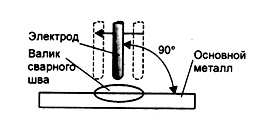 Электрод
Валик
сварного
шва
90°
Основной
металл